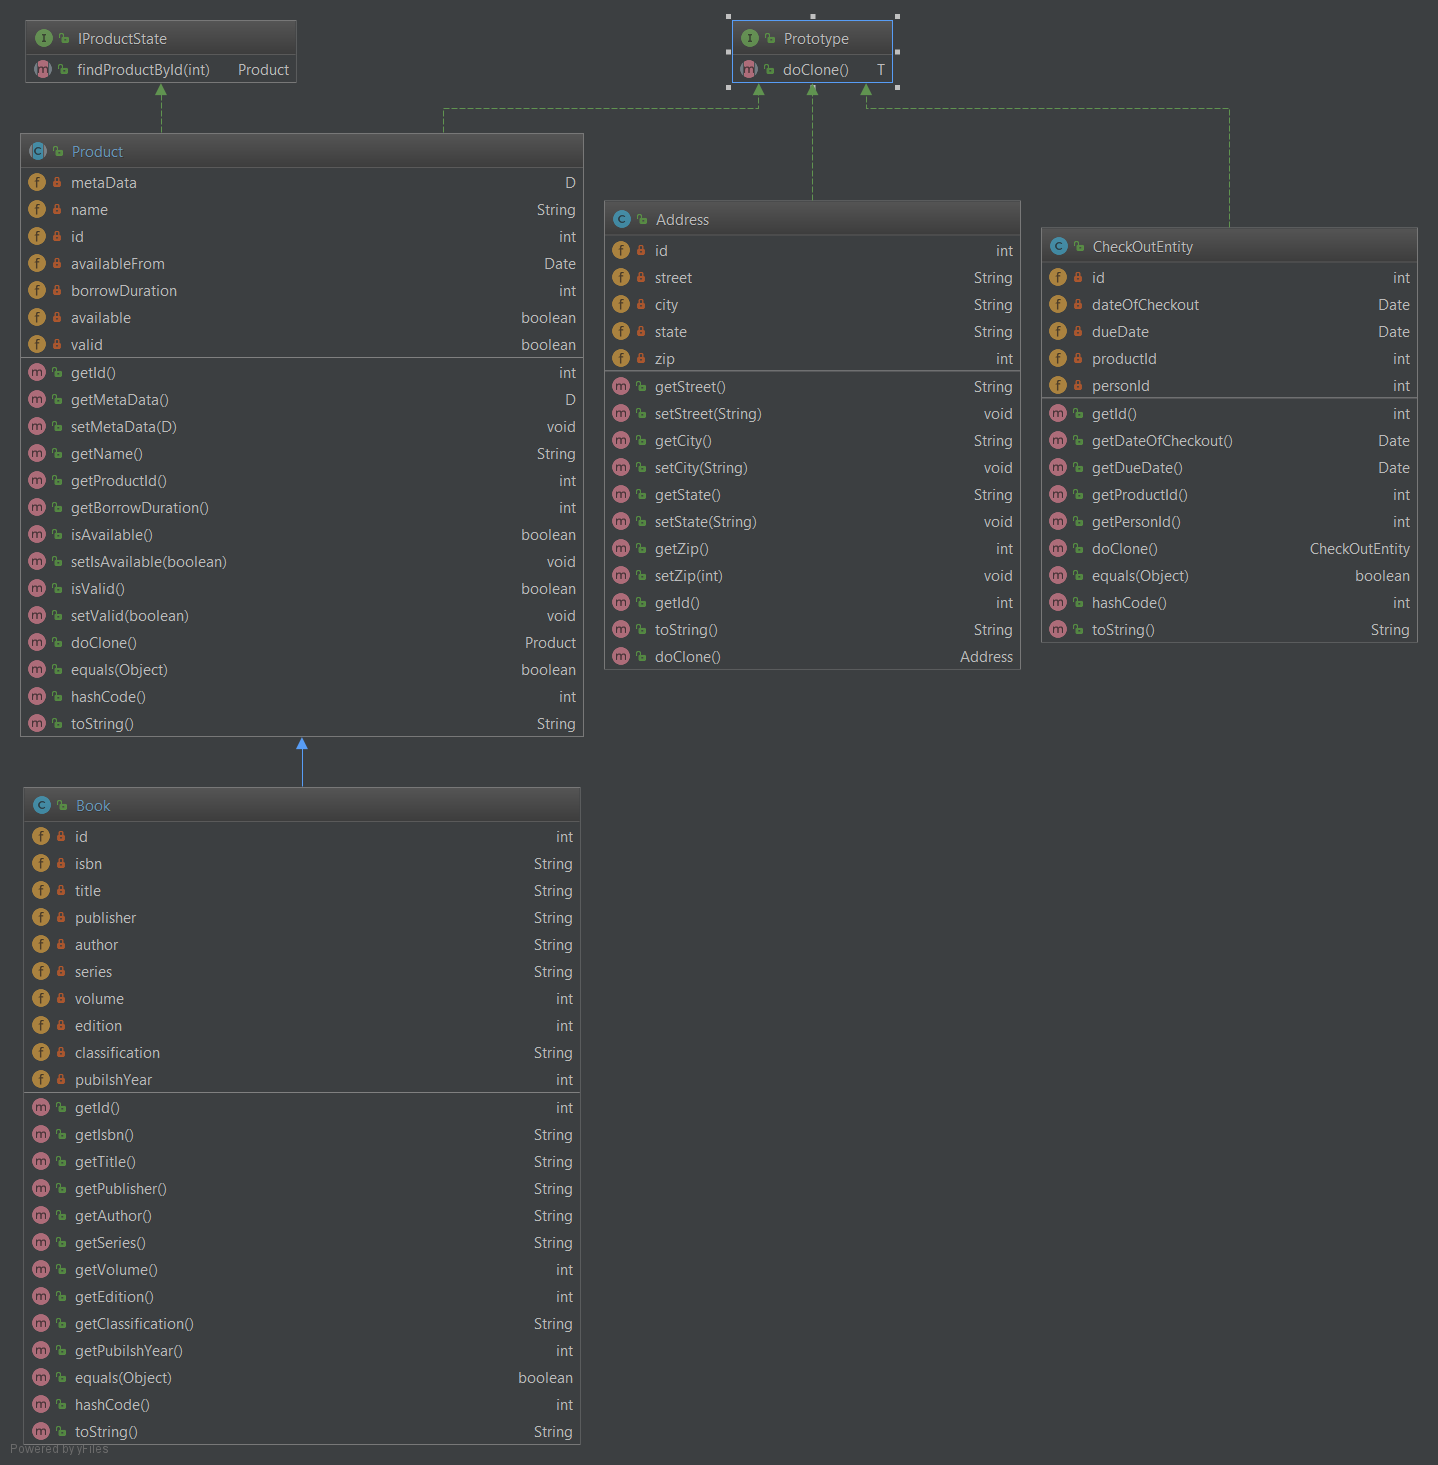 IProductState
findProductById(int) Product
Prototype
doClone() T
Product
metaData D
name String
id int
availableFrom Date
borrowDuration int
available boolean
valid boolean
getId() int
getMetaData() D
setMetaData(D) void
getName() String
getProductId() int
getBorrowDuration() int
isAvailable() boolean
setIsAvailable(boolean) void
isValid() boolean
setValid(boolean) void
doClone() Product
equals(Object) boolean
hashCode() int
toString() String
Address
id int
street String
city String
state String
zip int
getStreet() String
setStreet(String) void
getCity() String
setCity(String) void
getState() String
setState(String) void
getZip() int
setZip(int) void
getId() int
toString() String
doClone() Address
CheckOutEntity
id int
dateOfCheckout Date
dueDate Date
productId int
personId int
getId() int
getDateOfCheckout() Date
getDueDate() Date
getProductId() int
getPersonId() int
doClone() CheckOutEntity
equals(Object) boolean
hashCode() int
toString() String
Book
id int
isbn String
title String
publisher String
author String
series String
volume int
edition int
classification String
pubilshYear int
getId() int
getIsbn() String
getTitle() String
getPublisher() String
getAuthor() String
getSeries() String
getVolume() int
getEdition() int
getClassification() String
getPubilshYear() int
equals(Object) boolean
hashCode() int
toString() String
Powered by yFiles